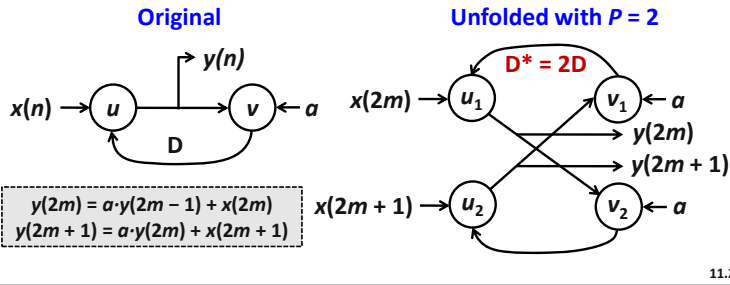 Original
Unfolded with P = 2
y(n)
x(n)
u
v
a
D
y(2m) = a·y(2m − 1) + x(2m)
y(2m + 1) = a·y(2m) + x(2m + 1)
D* = 2D
x(2m)
u1
v1
a
y(2m)
y(2m + 1)
x(2m + 1)
u2
v2
a